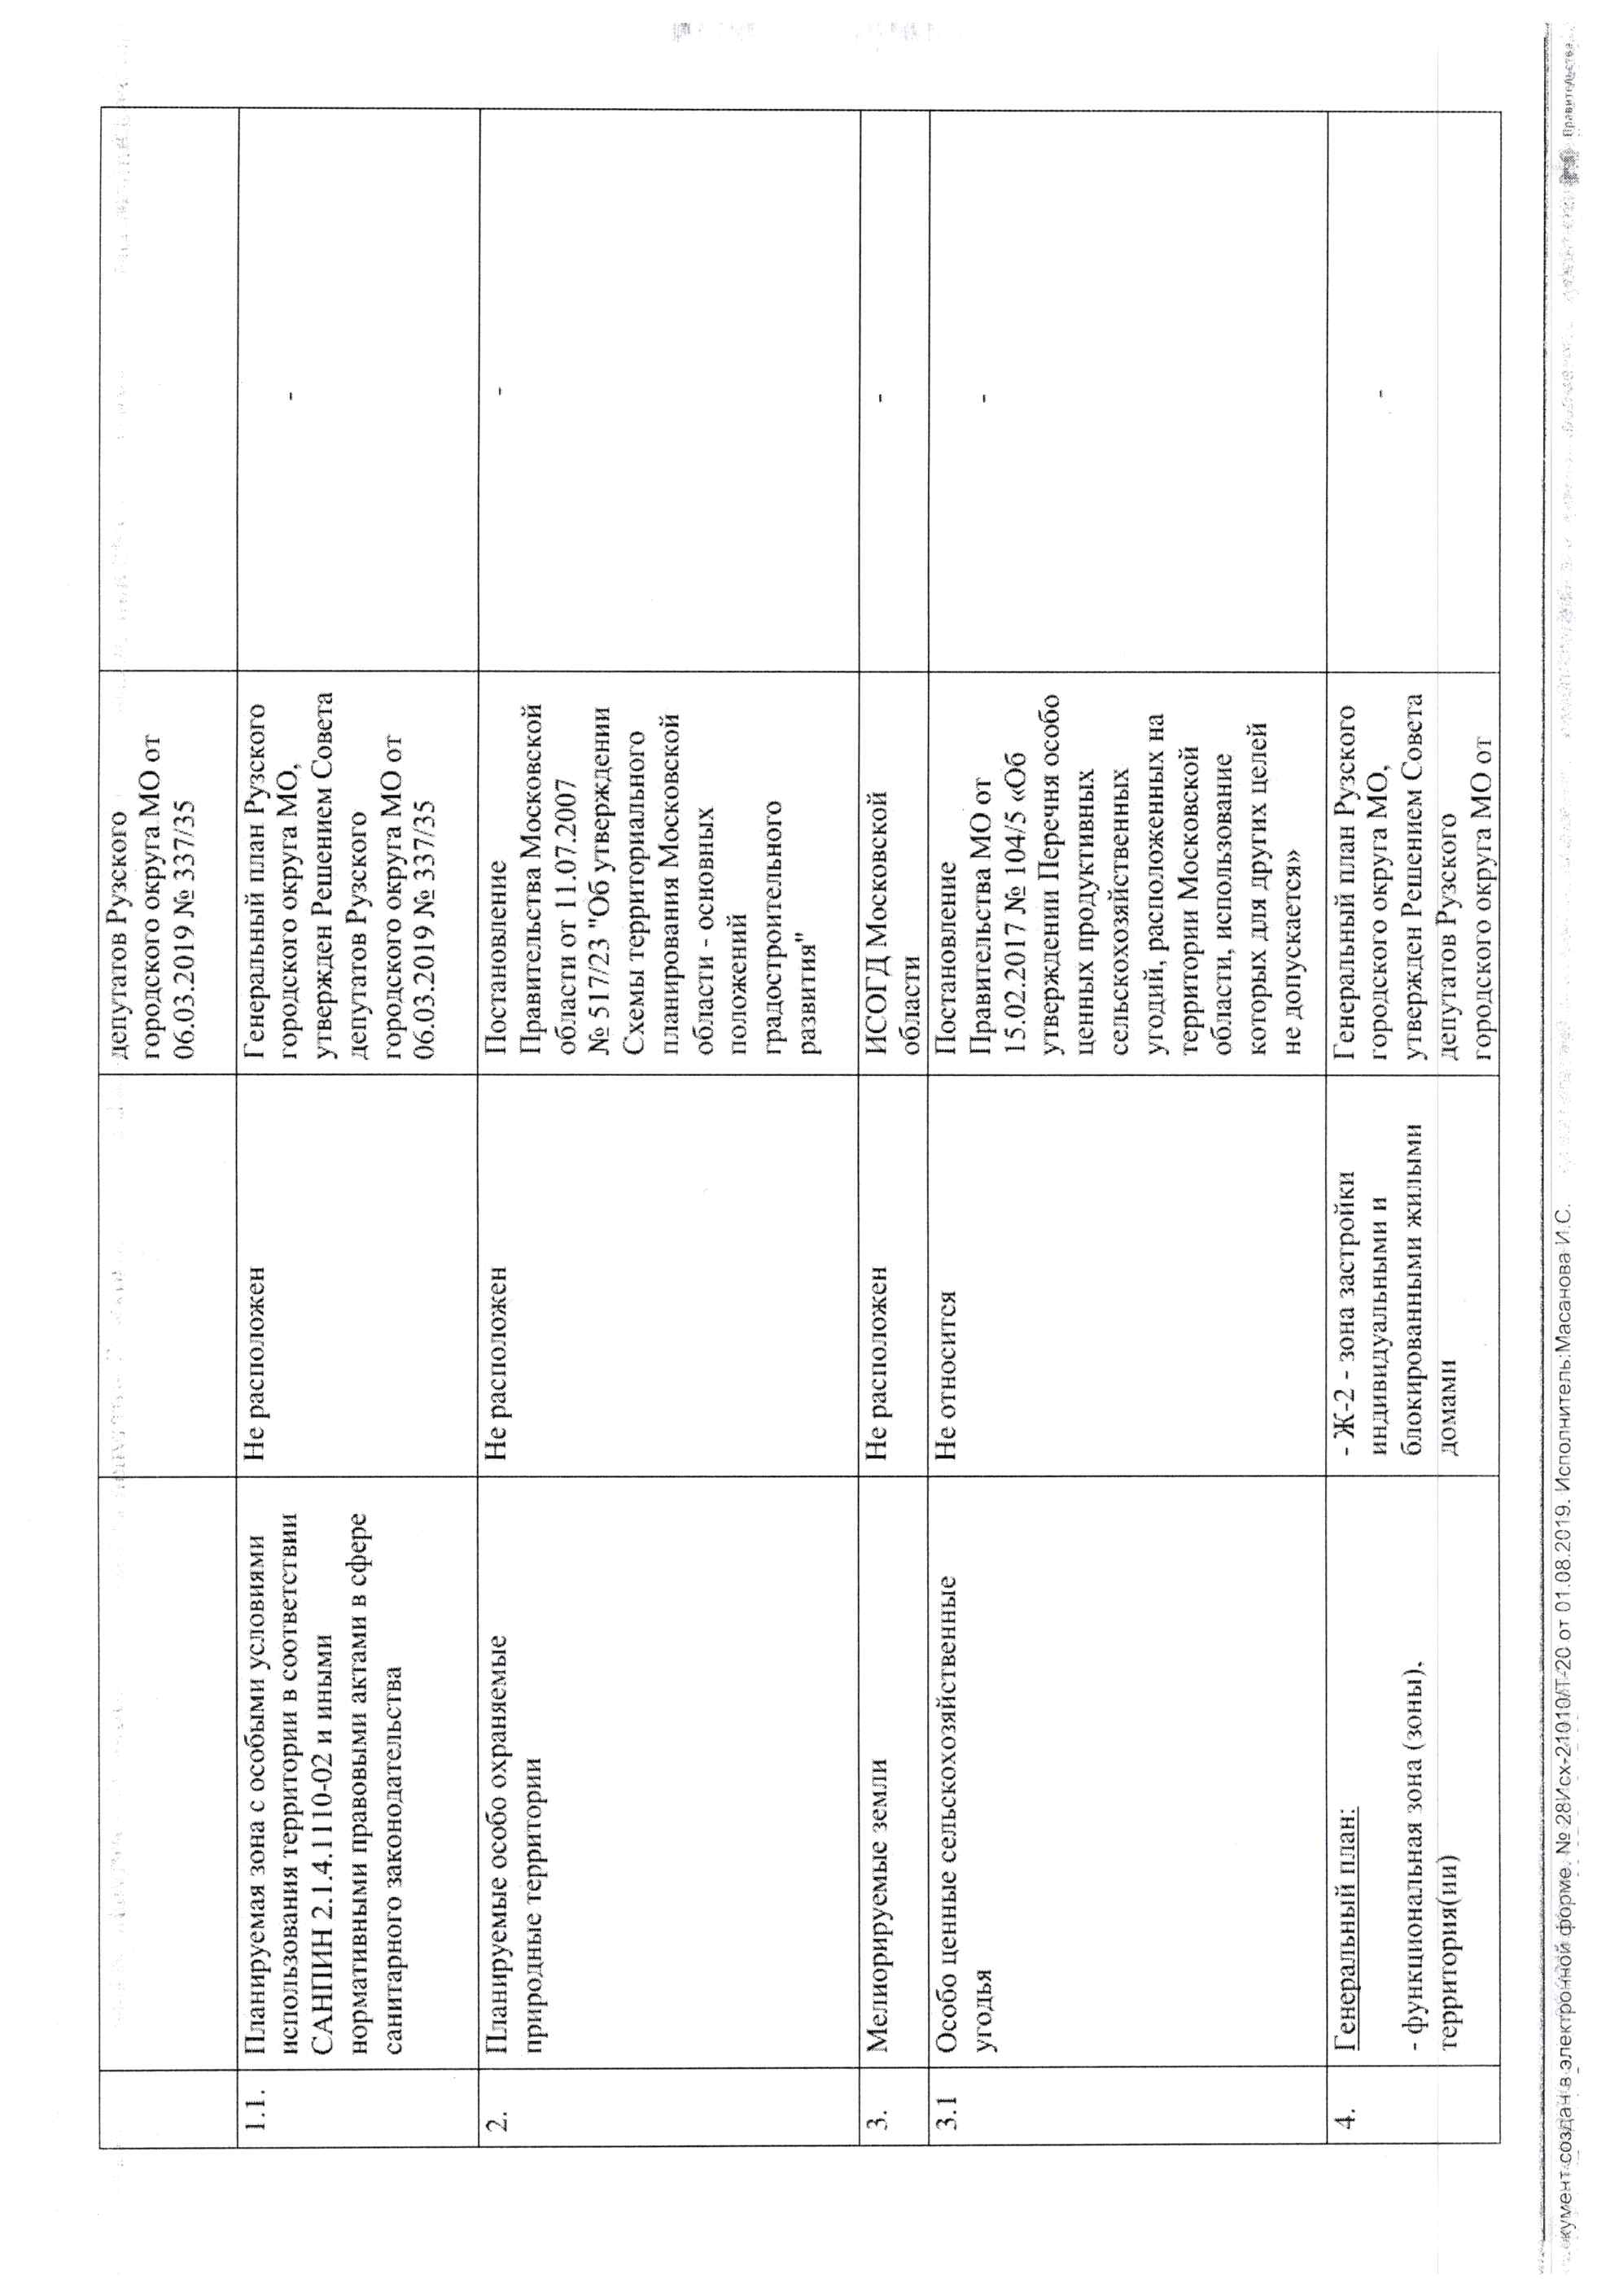 депутатов Рузского
городского округа МО от
06.03.2019 № 337/35
1.1.
Планируемая зона с особыми условиями
использования территории в соответствии
САНПИН 2.1.4.1110-02 и иными
нормативными правовыми актами в сфере
санитарного законодательства
Не расположен
Генеральный план Рузского
городского округа МО,
утвержден Решением Совета
депутатов Рузского
городского округа МО от
06.03.2019 № 337/35
-
2.
Планируемые особо охраняемые
природные территории
Не расположен
Постановление
Правительства Московской
области от 11.07.2007
№ 517/23 "Об утверждении
Схемы территориального
планирования Московской
области - основных
положений
градостроительного
развития"
-
3.
Мелиорируемые земли
Не расположен
ИСОГД Московской
области
-
3.1
Особо ценные сельскохозяйственные
угодья
Не относится
Постановление
Правительства МО от
15.02.2017 № 104/5 «Об
утверждении Перечня особо
ценных продуктивных
сельскохозяйственных
угодий, расположенных на
территории Московской
области, использование
которых для других целей
не допускается»
-
4.
Генеральный план:
- функциональная зона (зоны),
территория(ии)
- Ж-2 - зона застройки
индивидуальными и
блокированными жилыми
домами
Генеральный план Рузского
городского округа МО,
утвержден Решением Совета
депутатов Рузского
городского округа МО от
-
создан в электронной форме. № 28Исх-21010/Т-20 от 01.08.2019. Исполнитель:Масанова И.С.
Правительства